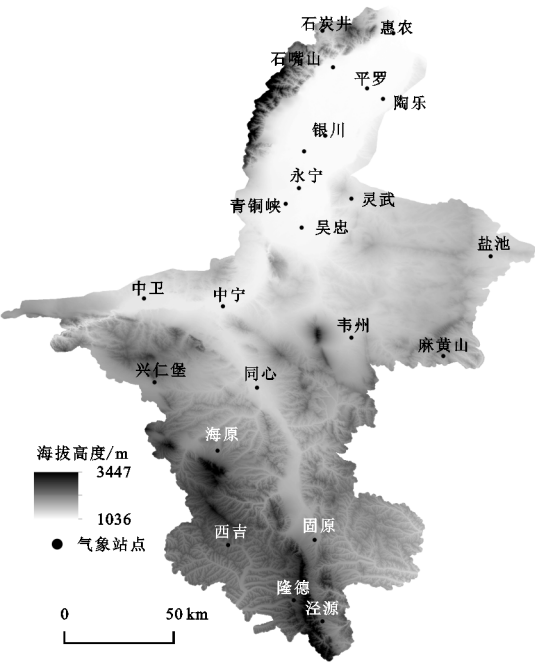 石炭井
惠农
石嘴山
平罗
陶乐
银川
永宁
青铜峡
灵武
吴忠
盐池
中卫
中宁
韦州
麻黄山
兴仁堡
同心
海原
海拔高度/m
3447
1036
气象站点
西吉
固原
隆德
泾源
0
50 km